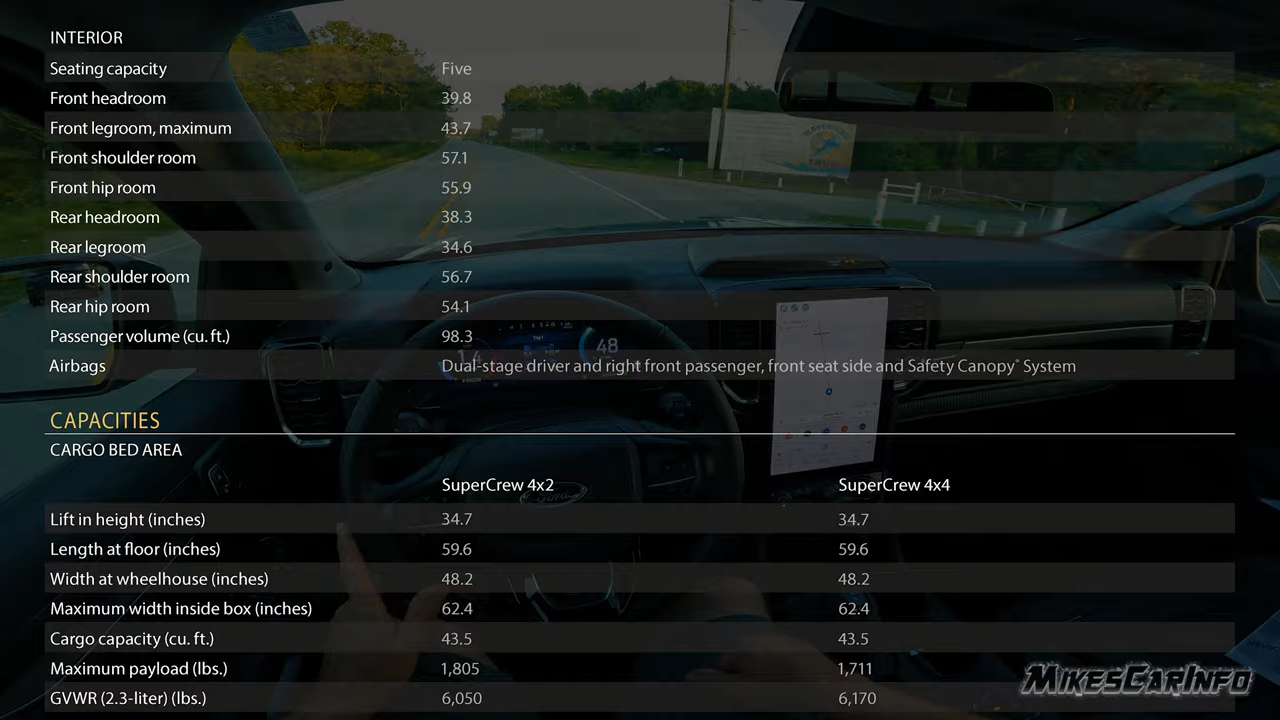 INTERIOR
Seating capacity Five
Front headroom 39.8
Front legroom, maximum 43.7
Front shoulder room 57.1
Front hip room 55.9
Rear headroom 38.3
Rear legroom 34.6
Rear shoulder room 56.7
Rear hip room 54.1
Passenger volume (cu. ft.) 98.3
48
Airbags Dual-stage driver and right front passenger, front seat side and Safety Canopy® System
CAPACITIES
CARGO BED AREA
SuperCrew 4x2 SuperCrew 4x4
Ford
Lift in height (inches) 34.7 34.7
Length at floor (inches) 59.6 59.6
Width at wheelhouse (inches) 48.2 48.2
Maximum width inside box (inches) 62.4 62.4
Cargo capacity (cu. ft.) 43.5 43.5
Maximum payload (lbs.) 1,805 1,711
GVWR (2.3-liter) (lbs.) 6,050 6,170
MIKESCARINFO